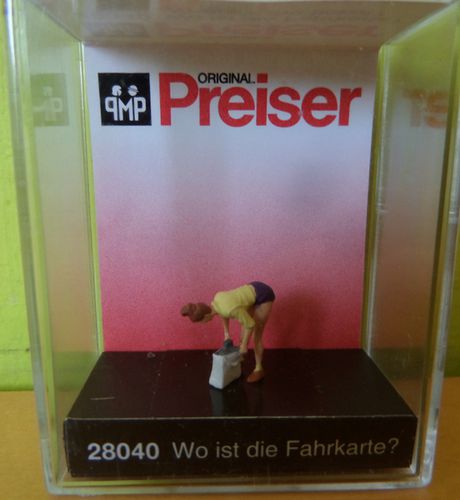 ORIGINAL
PMP Preiser
28040 Wo ist die Fahrkarte?